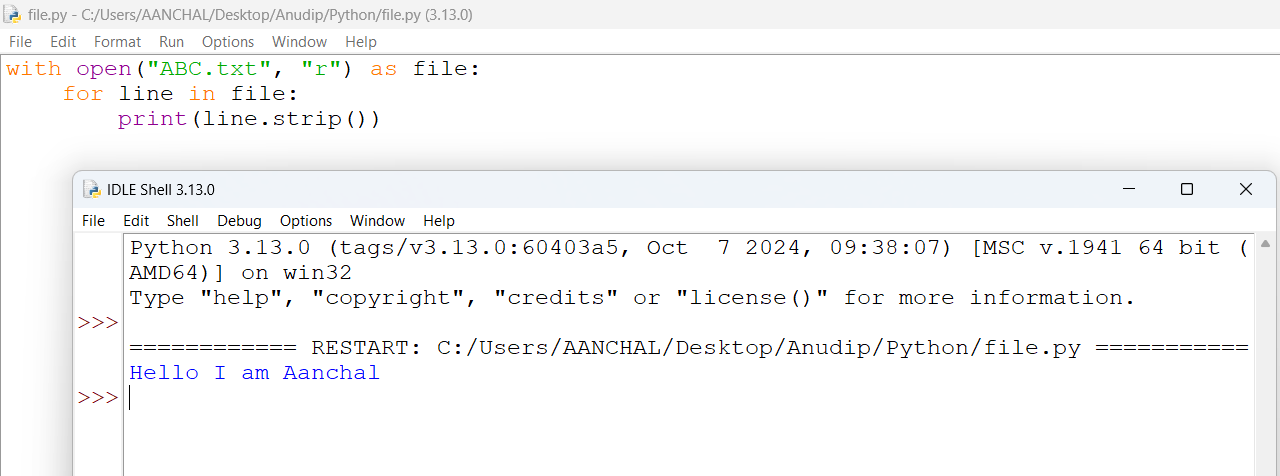 file.py - C:/Users/AANCHAL/Desktop/Anudip/Python/file.py (3.13.0)
File Edit Format Run Options Window Help
with open("ABC.txt", "r") as file:
    for line in file:
        print(line.strip())
IDLE Shell 3.13.0
File Edit Shell Debug Options Window Help
Python 3.13.0 (tags/v3.13.0:60403a5, Oct  7 2024, 09:38:07) [MSC v.1941 64 bit (
AMD64)] on win32
Type "help", "copyright", "credits" or "license()" for more information.
>>>
============ RESTART: C:/Users/AANCHAL/Desktop/Anudip/Python/file.py ===========
Hello I am Aanchal
>>>